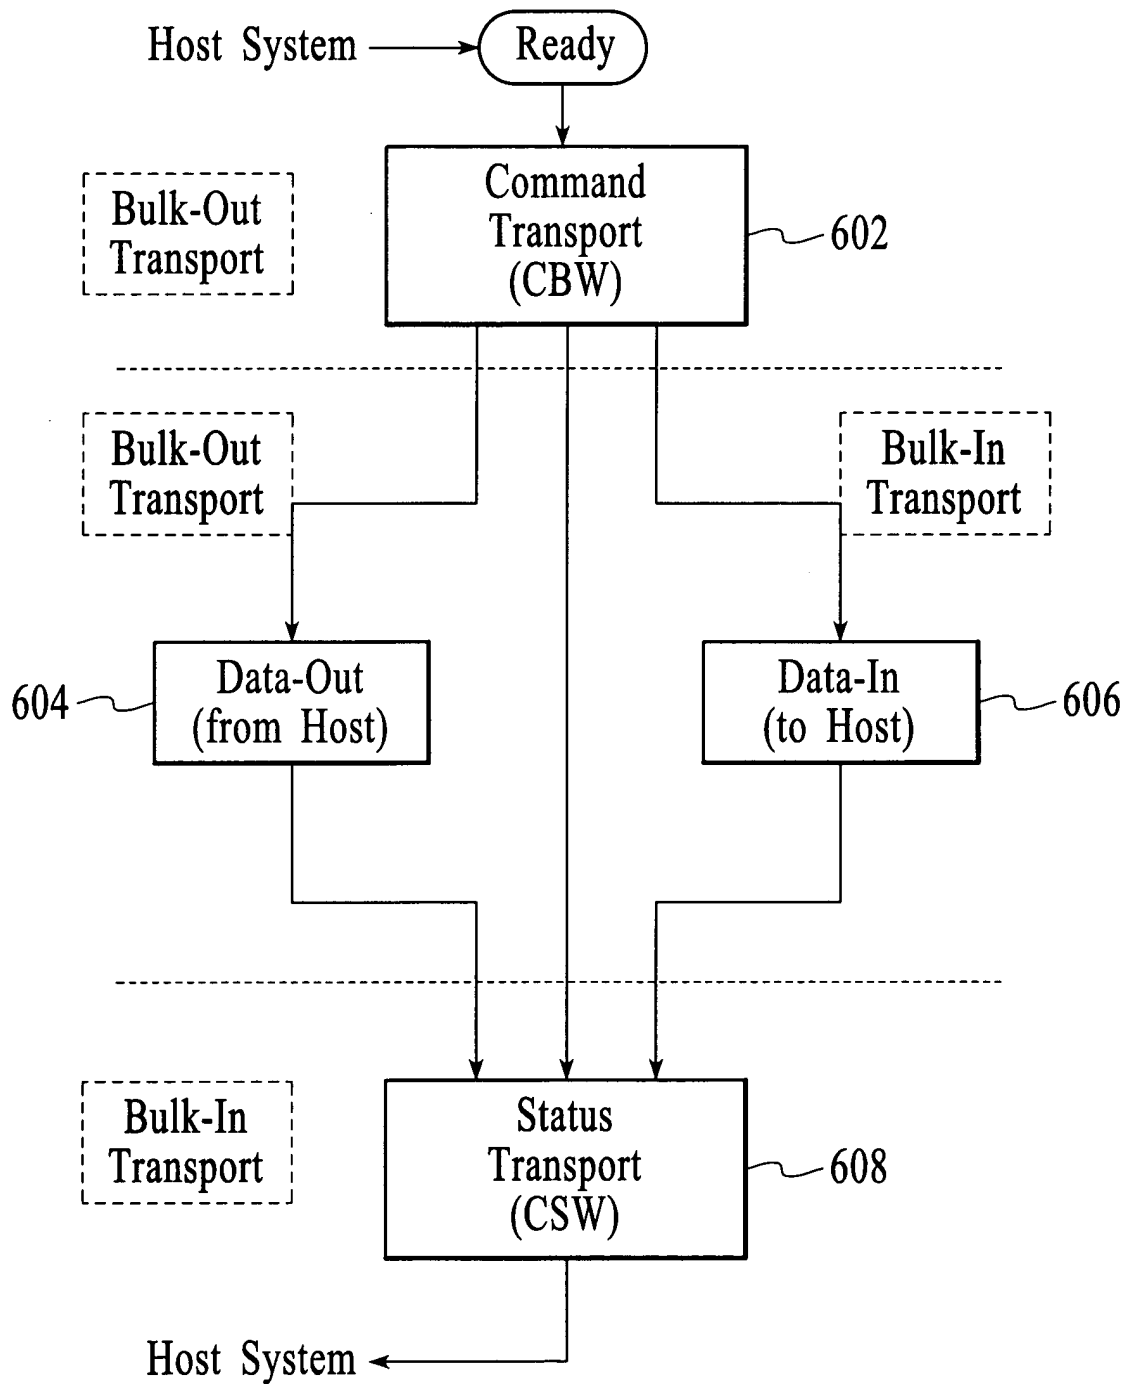 Host System
Ready
Command
Transport
(CBW)
602
Bulk-Out
Transport
Bulk-Out
Transport
Bulk-In
Transport
604
Data-Out
(from Host)
Data-In
(to Host)
606
Bulk-In
Transport
Status
Transport
(CSW)
608
Host System